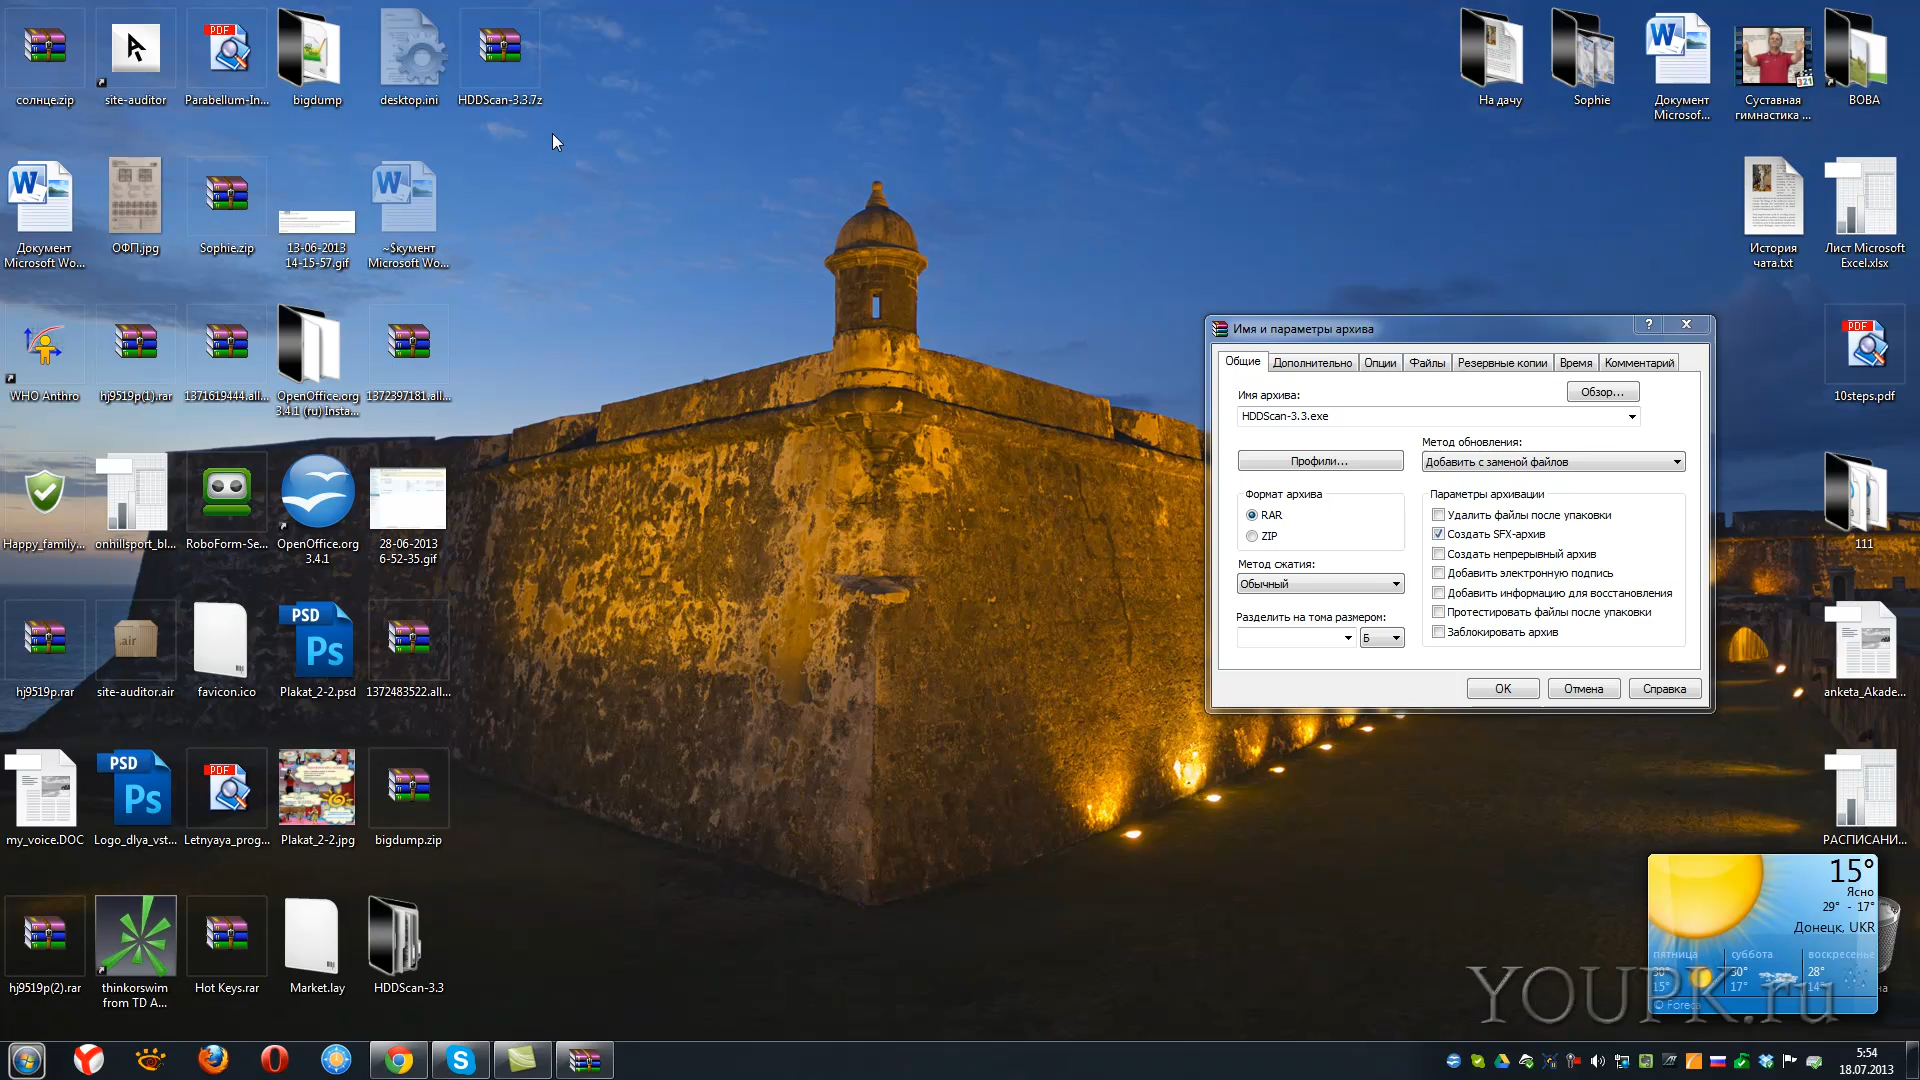 солнце.zip
site-auditor
Parabellum-In...
bigdump
desktop.ini
HDDScan-3.3.7z
На дачу
Sophie
Документ
Microsof...
Суставная
гимнастика ...
ВОВА
Документ
Microsoft Wo...
ОФП.jpg
Sophie.zip
13-06-2013
14-15-57.gif
~$кумент
Microsoft Wo...
История
чата.txt
Лист Microsoft
Excel.xlsx
WHO Anthro
hj9519p(1).rar
1371619444.all...
OpenOffice.org
3.4.1 (ru) Insta...
1372397181.all...
10steps.pdf
Happy_family...
onhillsport_bl...
RoboForm-Se...
OpenOffice.org
3.4.1
28-06-2013
6-52-35.gif
111
hj9519p.rar
site-auditor.air
favicon.ico
Plakat_2-2.psd
1372483522.all...
anketa_Akade...
my_voice.DOC
Logo_dlya_vst...
Letnyaya_prog...
Plakat_2-2.jpg
bigdump.zip
РАСПИСАНИ...
hj9519p(2).rar
thinkorswim
from TD A...
Hot Keys.rar
Market.lay
HDDScan-3.3
Имя и параметры архива
Общие
Дополнительно
Опции
Файлы
Резервные копии
Время
Комментарий
Имя архива:
Обзор...
HDDScan-3.3.exe
Профили...
Метод обновления:
Добавить с заменой файлов
Формат архива
RAR
ZIP
Метод сжатия:
Обычный
Разделить на тома размером:
Б
Параметры архивации
Удалить файлы после упаковки
Создать SFX-архив
Создать непрерывный архив
Добавить электронную подпись
Добавить информацию для восстановления
Протестировать файлы после упаковки
Заблокировать архив
OK
Отмена
Справка
15°
Ясно
29° - 17°
Донецк, UKR
пятница
суббота
воскресенье
30°
30°
28°
15°
17°
14°
© Foreca
YOUPK.ru
5:54
18.07.2013